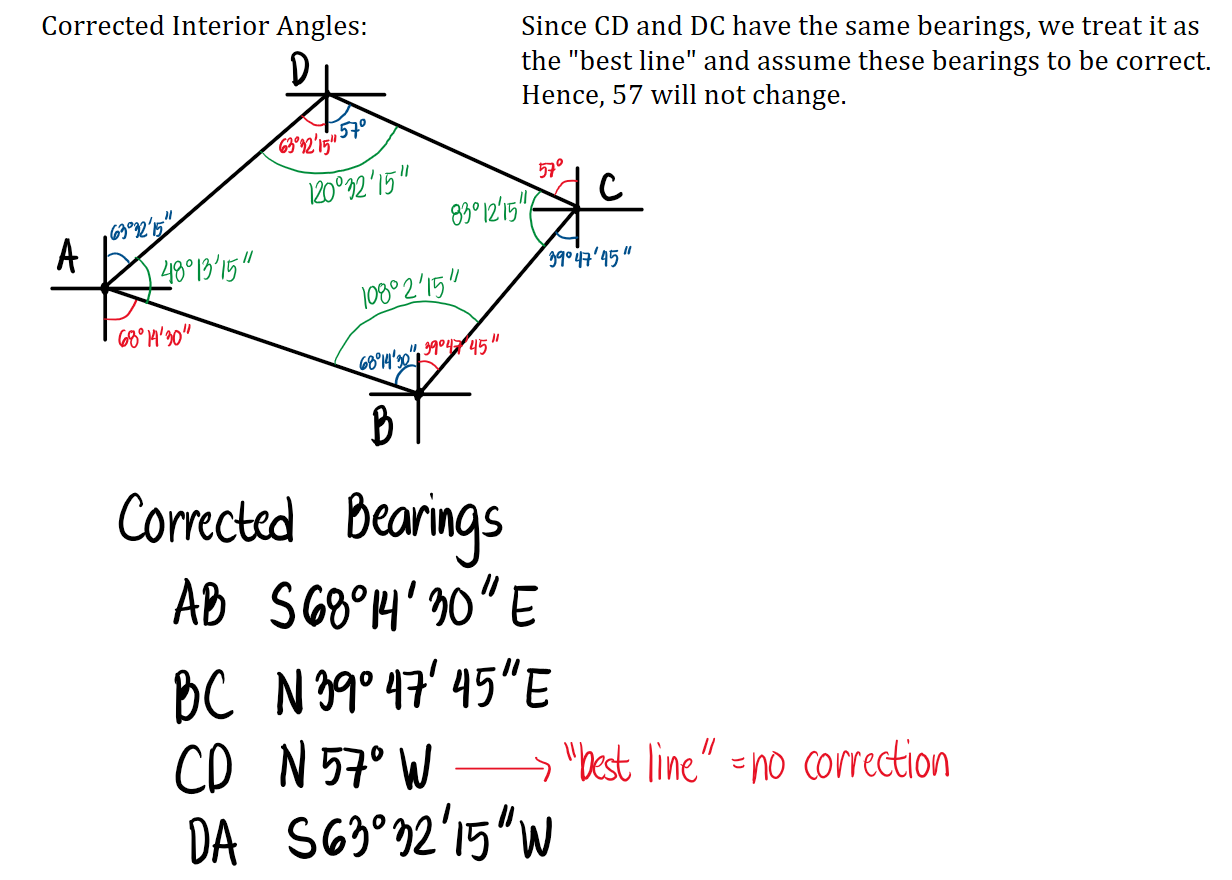 Corrected Interior Angles:
Since CD and DC have the same bearings, we treat it as
the "best line" and assume these bearings to be correct.
Hence, 57 will not change.
D
57°
63°32'15"
120°32'15"
57°
C
83°12'15"
39°47'45"
63°32'15"
A
48°13'15"
68°14'30"
108°2'15"
68°14'30"
39°47'45"
B
Corrected Bearings
AB S68°14'30"E
BC N39°47'45"E
CD N57°W → "best line" = no correction
DA S63°32'15"W